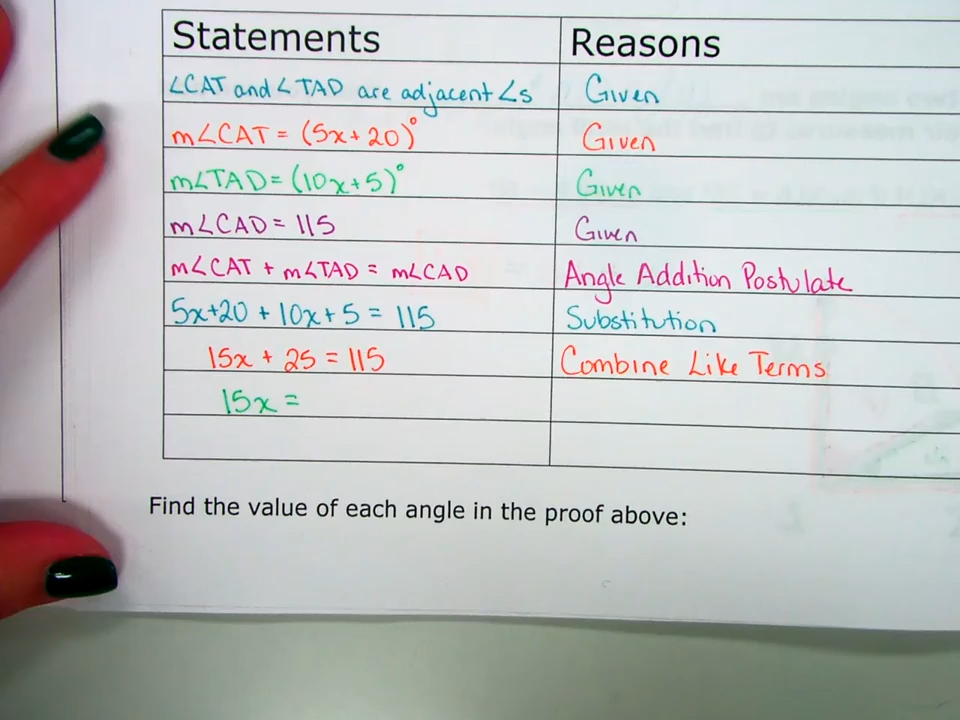 Statements Reasons
∠CAT and ∠TAD are adjacent ∠s Given
m∠CAT = (5x+20)° Given
m∠TAD = (10x+5)° Given
m∠CAD = 115 Given
m∠CAT + m∠TAD = m∠CAD Angle Addition Postulate
5x+20 + 10x+5 = 115 Substitution
15x + 25 = 115 Combine Like Terms
15x =
Find the value of each angle in the proof above: